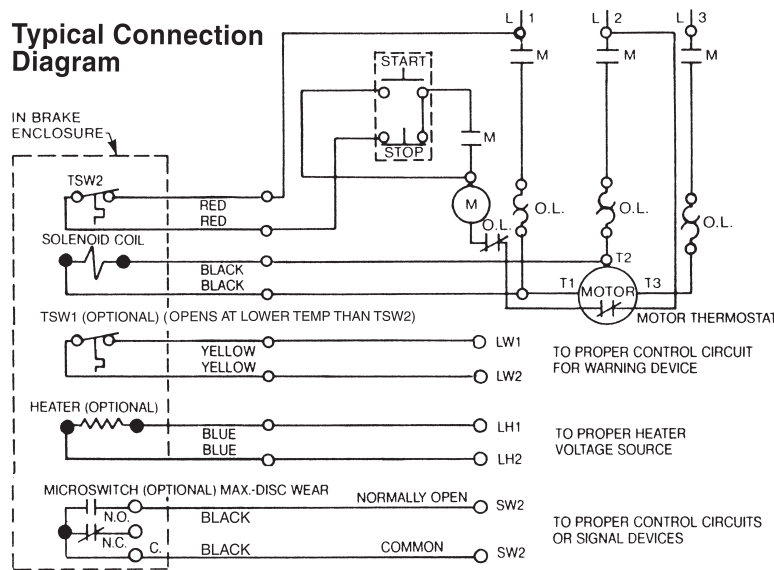 Typical Connection
Diagram
L 1
L 2
L 3
M
M
M
START
STOP
M
M
O.L.
O.L.
O.L.
O.L.
T1
T2
T3
MOTOR
MOTOR THERMOSTAT
IN BRAKE
ENCLOSURE
TSW2
RED
RED
SOLENOID COIL
BLACK
BLACK
TSW1 (OPTIONAL) (OPENS AT LOWER TEMP THAN TSW2)
YELLOW
YELLOW
LW1
LW2
TO PROPER CONTROL CIRCUIT
FOR WARNING DEVICE
HEATER (OPTIONAL)
BLUE
BLUE
LH1
LH2
TO PROPER HEATER
VOLTAGE SOURCE
MICROSWITCH (OPTIONAL) MAX.-DISC WEAR
NORMALLY OPEN
SW2
N.O.
BLACK
N.C.
C.
BLACK
COMMON
SW2
TO PROPER CONTROL CIRCUITS
OR SIGNAL DEVICES